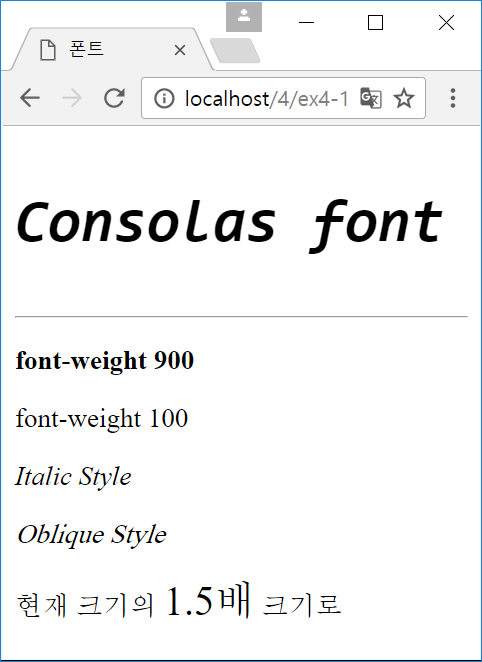 폰트
localhost/4/ex4-1
Consolas font
font-weight 900
font-weight 100
Italic Style
Oblique Style
현재 크기의 1.5배 크기로